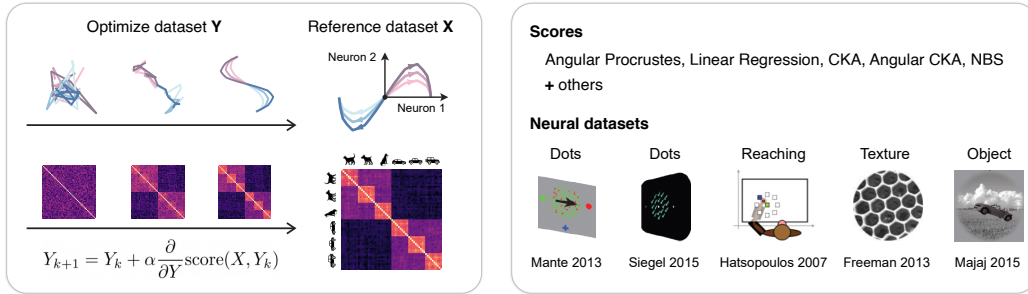 Optimize dataset Y
Reference dataset X
Neuron 2
Neuron 1
Y_{k+1} = Y_k + α ∂/∂Y score(X, Y_k)
Scores
Angular Procrustes, Linear Regression, CKA, Angular CKA, NBS
+ others
Neural datasets
Dots Dots Reaching Texture Object
Mante 2013 Siegel 2015 Hatsopoulos 2007 Freeman 2013 Majaj 2015